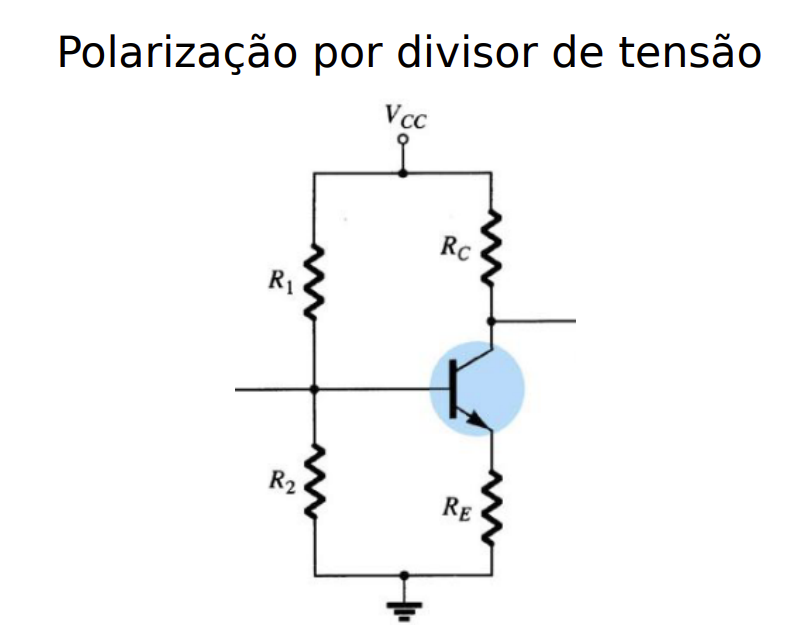 Polarização por divisor de tensão
VCC
RC
R1
R2
RE